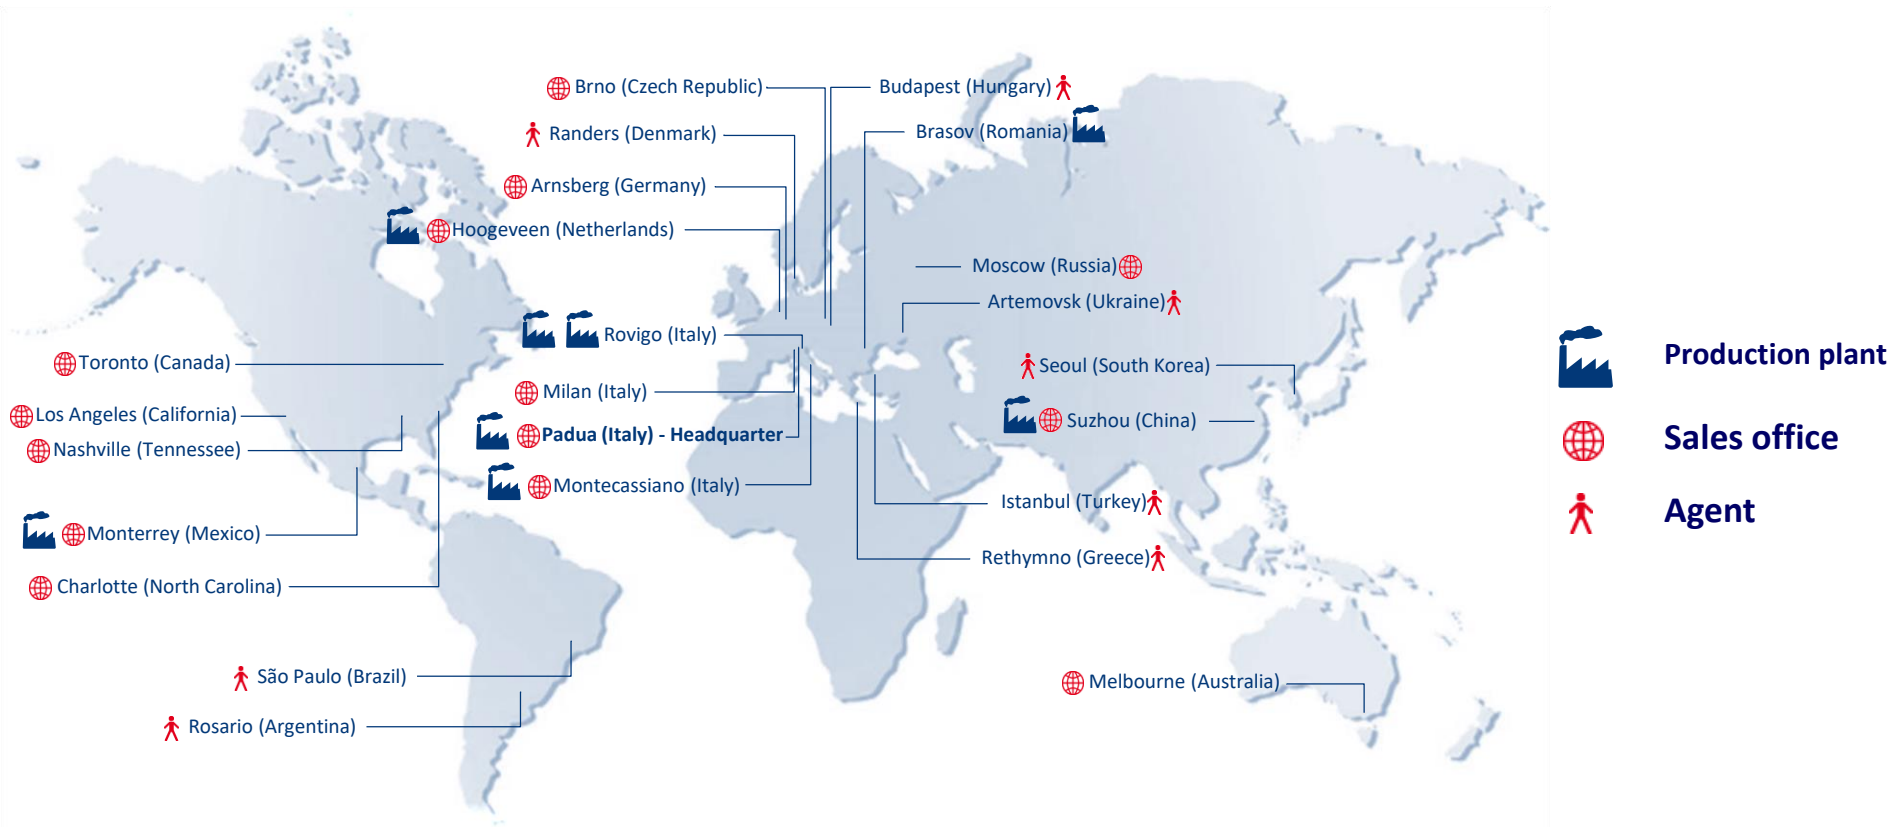 Brno (Czech Republic)
Budapest (Hungary)
Randers (Denmark)
Brasov (Romania)
Arnsberg (Germany)
Hoogeveen (Netherlands)
Moscow (Russia)
Artemovsk (Ukraine)
Rovigo (Italy)
Toronto (Canada)
Seoul (South Korea)
Milan (Italy)
Los Angeles (California)
Suzhou (China)
Padua (Italy) - Headquarter
Nashville (Tennessee)
Montecassiano (Italy)
Istanbul (Turkey)
Monterrey (Mexico)
Rethymno (Greece)
Charlotte (North Carolina)
São Paulo (Brazil)
Melbourne (Australia)
Rosario (Argentina)
Production plant
Sales office
Agent